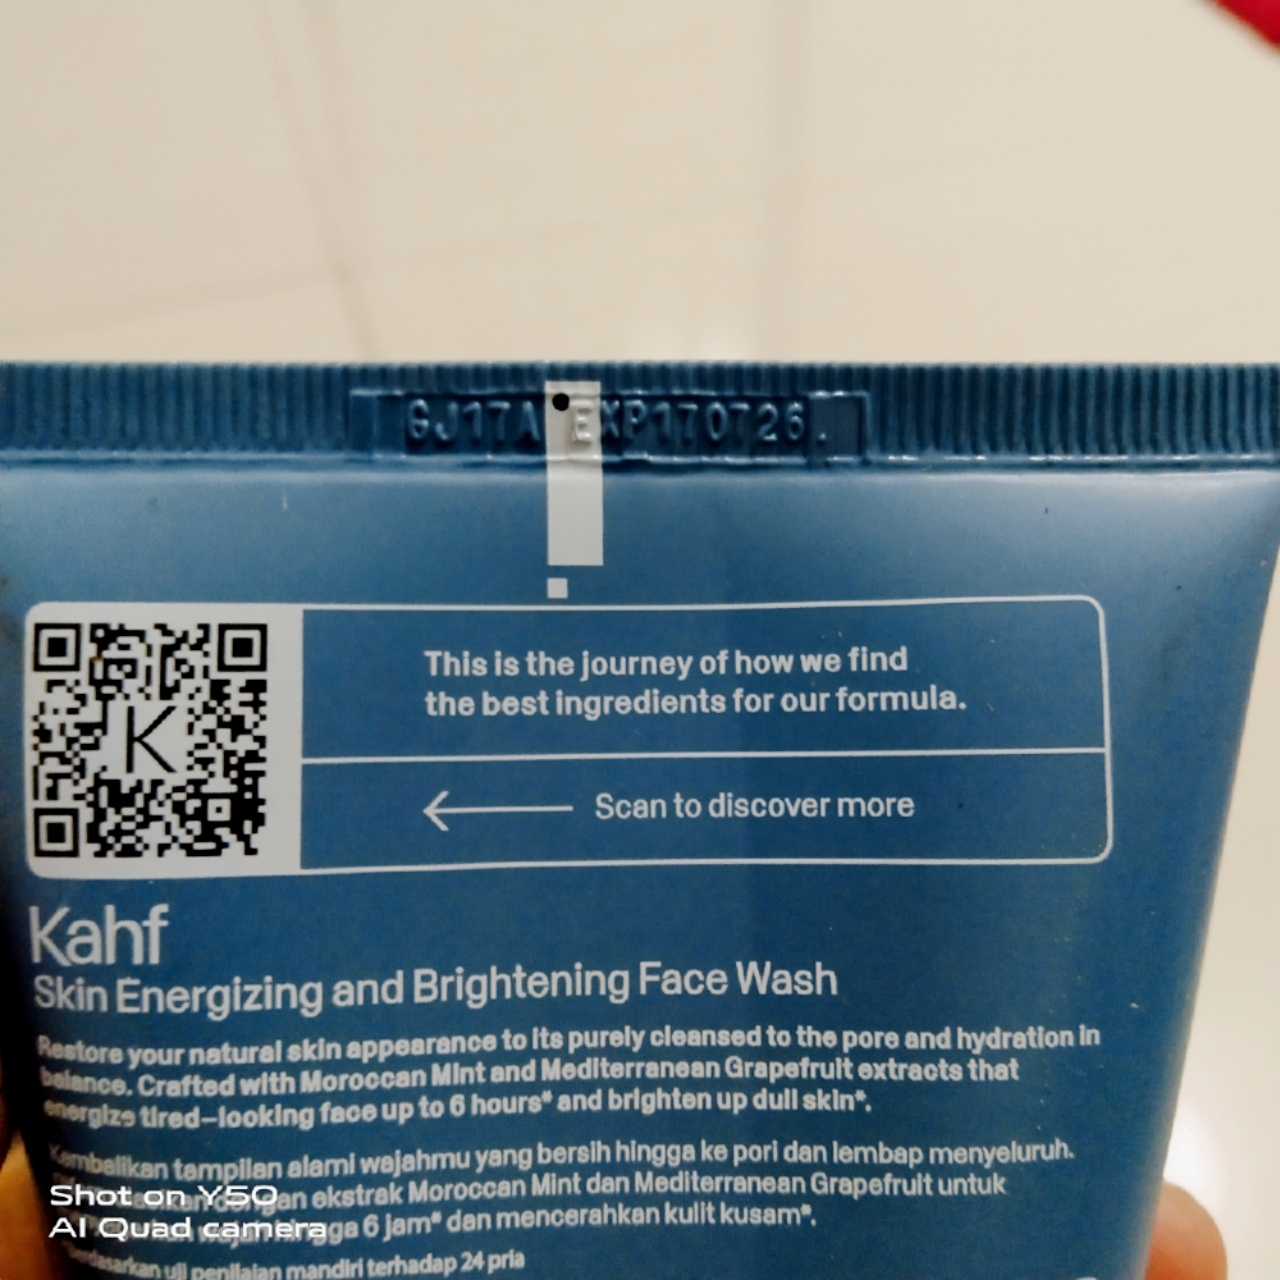 GJ17A EXP170726.
This is the journey of how we find
the best ingredients for our formula.
K
Scan to discover more
Kahf
Skin Energizing and Brightening Face Wash
Restore your natural skin appearance to its purely cleansed to the pore and hydration in
balance. Crafted with Moroccan Mint and Mediterranean Grapefruit extracts that
energize tired-looking face up to 6 hours* and brighten up dull skin*.
Kembalikan tampilan alami wajahmu yang bersih hingga ke pori dan lembap menyeluruh.
ekstrak Moroccan Mint dan Mediterranean Grapefruit untuk
6 jam* dan mencerahkan kulit kusam*.
*Berdasarkan uji penilaian mandiri terhadap 24 pria
Shot on Y50
AI Quad camera